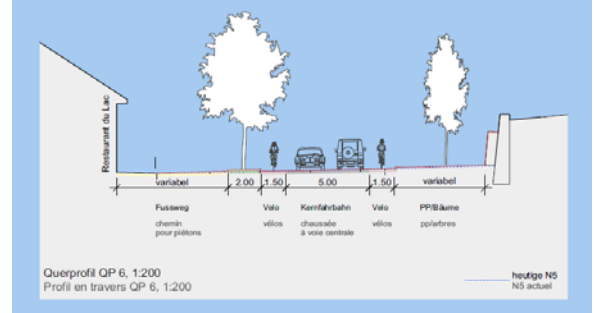 Restaurant du Lac
variabel
2.00
1.50
5.00
1.50
variabel
Fussweg
Velo
Kernfahrbahn
Velo
PP/Bäume
chemin
pour piétons
vélos
chaussée
à voie centrale
vélos
pp/arbres
Querprofil QP 6, 1:200
Profil en travers QP 6, 1:200
heutige N5
N5 actuel